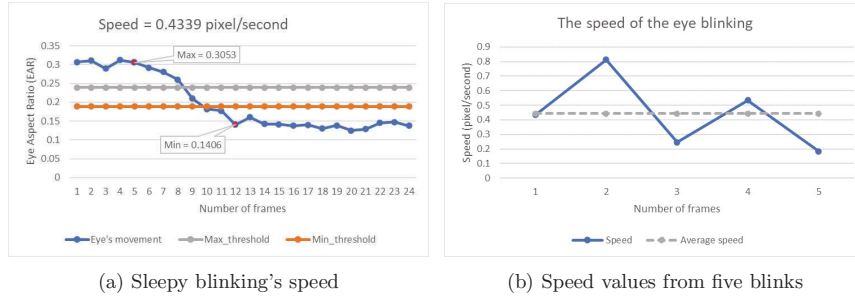 Speed = 0.4339 pixel/second
0.35
0.3
0.25
0.2
0.15
0.1
0.05
0
Eye Aspect Ratio (EAR)
Max = 0.3053
Min = 0.1406
1 2 3 4 5 6 7 8 9 10 11 12 13 14 15 16 17 18 19 20 21 22 23 24
Number of frames
Eye's movement Max_threshold Min_threshold
(a) Sleepy blinking's speed
The speed of the eye blinking
0.9
0.8
0.7
0.6
0.5
0.4
0.3
0.2
0.1
0
Speed (pixel/second)
1 2 3 4 5
Number of frames
Speed Average speed
(b) Speed values from five blinks